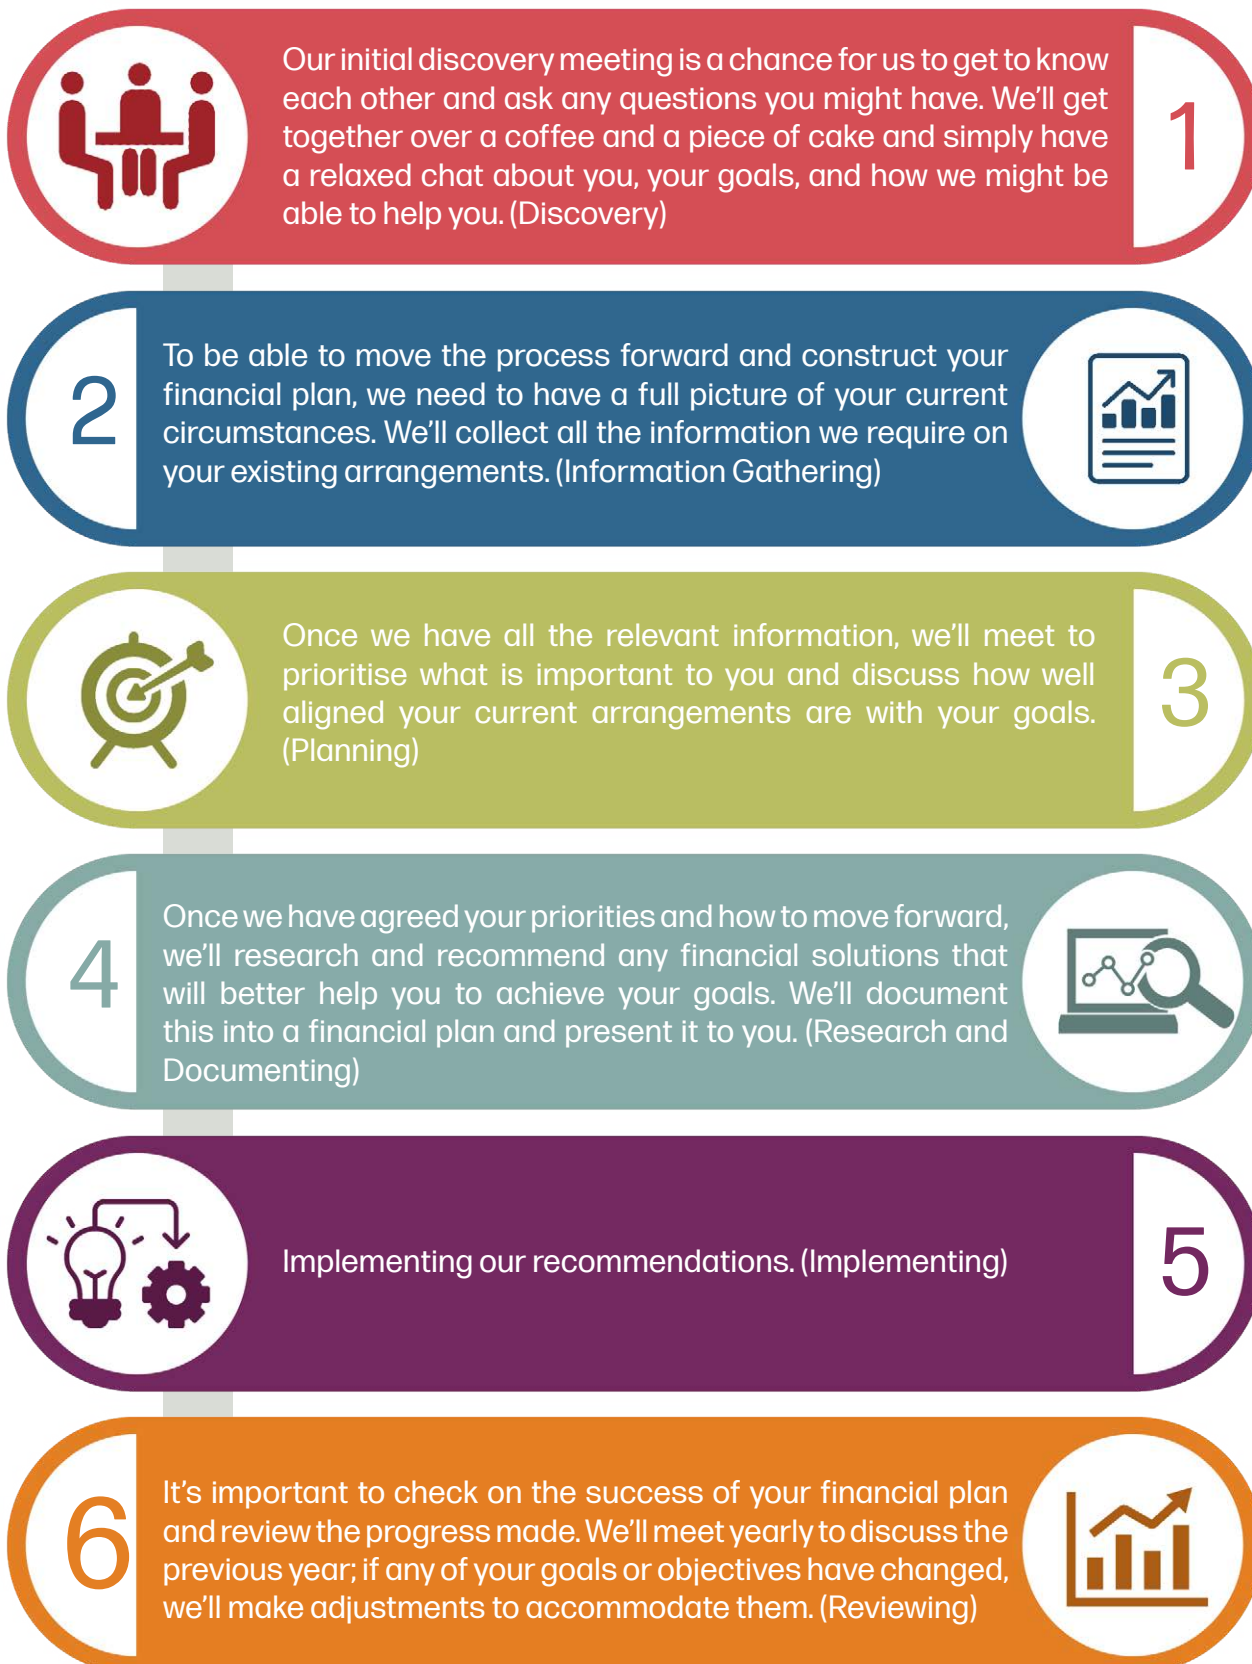 Our initial discovery meeting is a chance for us to get to know
each other and ask any questions you might have. We'll get
together over a coffee and a piece of cake and simply have
a relaxed chat about you, your goals, and how we might be
able to help you. (Discovery)
1
2
To be able to move the process forward and construct your
financial plan, we need to have a full picture of your current
circumstances. We'll collect all the information we require on
your existing arrangements. (Information Gathering)
Once we have all the relevant information, we'll meet to
prioritise what is important to you and discuss how well
aligned your current arrangements are with your goals.
(Planning)
3
4
Once we have agreed your priorities and how to move forward,
we'll research and recommend any financial solutions that
will better help you to achieve your goals. We'll document
this into a financial plan and present it to you. (Research and
Documenting)
Implementing our recommendations. (Implementing)
5
6
It's important to check on the success of your financial plan
and review the progress made. We'll meet yearly to discuss the
previous year; if any of your goals or objectives have changed,
we'll make adjustments to accommodate them. (Reviewing)